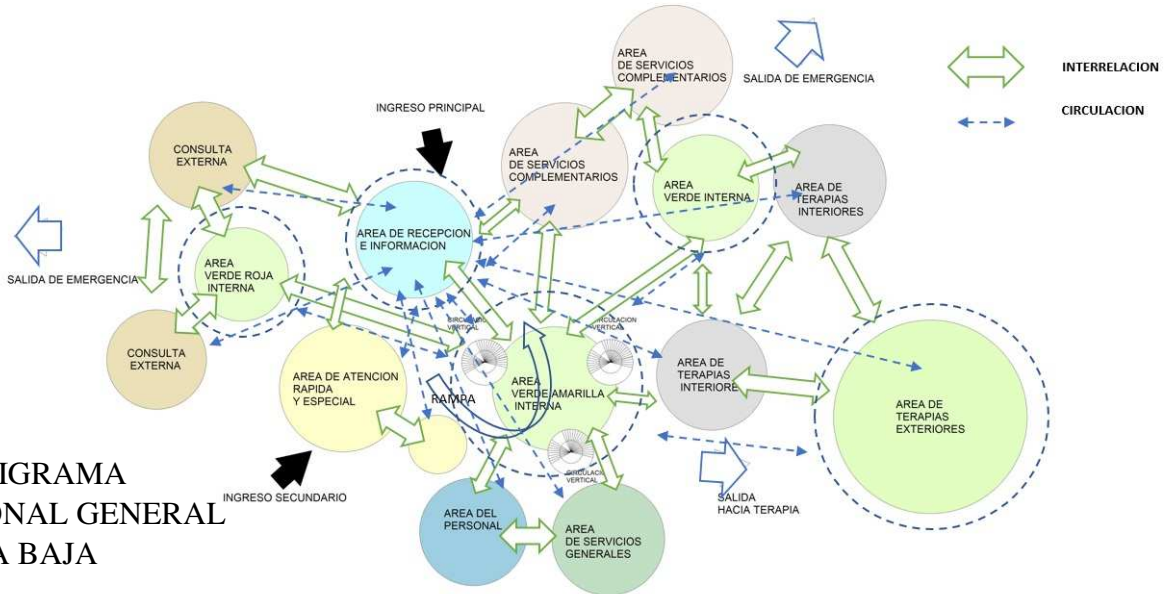 AREA
DE SERVICIOS
COMPLEMENTARIOS
SALIDA DE EMERGENCIA
INTERRELACION
CIRCULACION
INGRESO PRINCIPAL
CONSULTA
EXTERNA
AREA
DE SERVICIOS
COMPLEMENTARIOS
AREA
VERDE INTERNA
AREA DE
TERAPIAS
INTERIORES
AREA DE RECEPCION
E INFORMACION
SALIDA DE EMERGENCIA
AREA
VERDE ROJA
INTERNA
VERTICAL
VERTICAL
CONSULTA
EXTERNA
AREA DE ATENCION
RAPIDA
Y ESPECIAL
RAMPA
AREA
VERDE AMARILLA
INTERNA
AREA DE
TERAPIAS
INTERIORE
AREA DE
TERAPIAS
EXTERIORES
VERTICAL
IGRAMA
ONAL GENERAL
A BAJA
INGRESO SECUNDARIO
SALIDA
HACIA TERAPIA
AREA DEL
PERSONAL
AREA
DE SERVICIOS
GENERALES